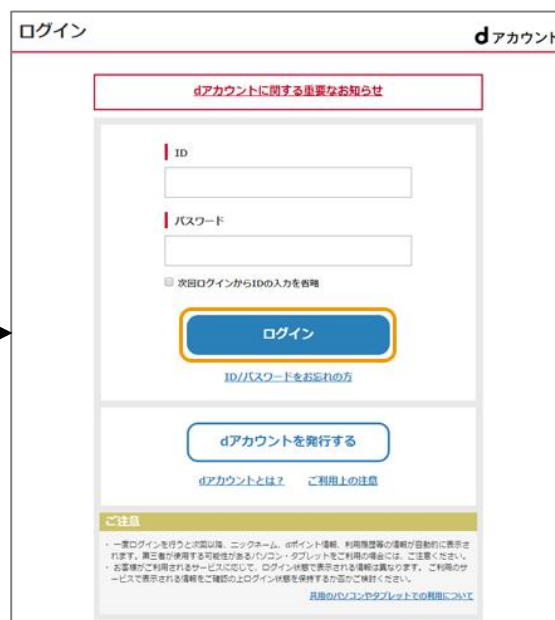 ログイン
dアカウント
dアカウントに関する重要なお知らせ
ID
パスワード
次回ログインからIDの入力を省略
ログイン
ID/パスワードをお忘れの方
dアカウントを発行する
dアカウントとは? ご利用上の注意
ご注意
・一度ログインを行うと次回以降、ニックネーム、dポイント情報、利用履歴等の情報が自動的に表示さ
れます。第三者が使用する可能性があるパソコン・タブレットをご利用の場合には、ご注意ください。
・お客様がご利用されるサービスに応じて、ログイン状態で表示される情報は異なります。 ご利用のサ
ービスで表示される情報をご確認の上ログイン状態を保持するか否かご検討ください。
共用のパソコンやタブレットでの利用について